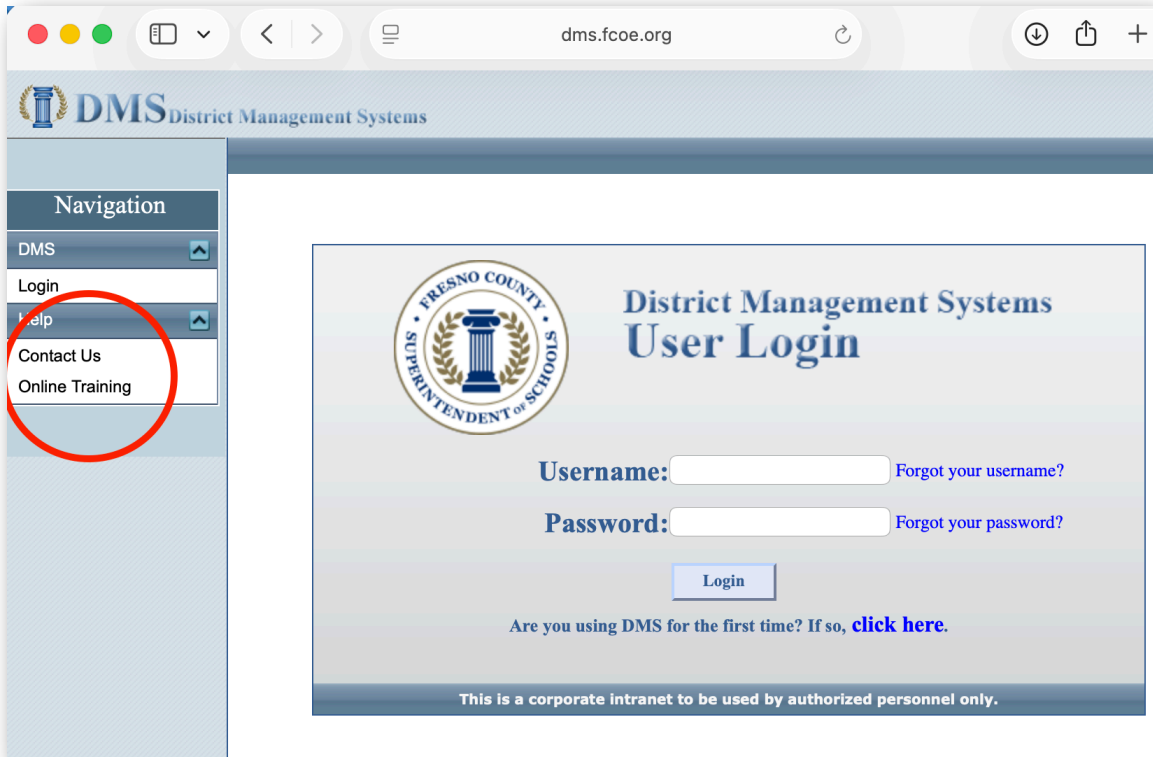 dms.fcoe.org
DMS District Management Systems
Navigation
DMS
Login
Help
Contact Us
Online Training
FRESNO COUNTY
SUPERINTENDENT OF SCHOOLS
District Management Systems
User Login
Username:
Forgot your username?
Password:
Forgot your password?
Login
Are you using DMS for the first time? If so, click here.
This is a corporate intranet to be used by authorized personnel only.